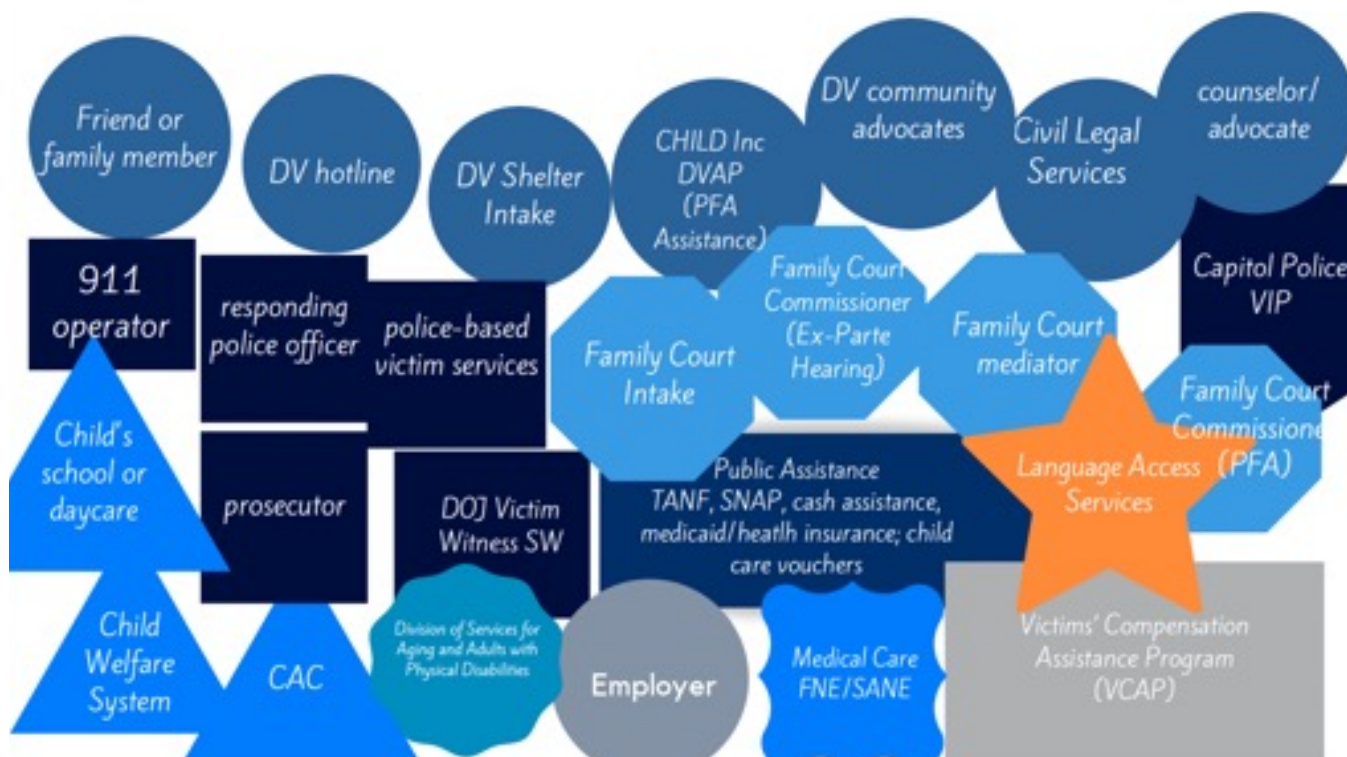 Friend or
family member
DV hotline
DV Shelter
Intake
CHILD Inc
DVAP
(PFA
Assistance)
DV community
advocates
Civil Legal
Services
counselor/
advocate
911
operator
responding
police officer
police-based
victim services
Family Court
Intake
Family Court
Commissioner
(Ex-Parte
Hearing)
Family Court
mediator
Capitol Police
VIP
Family Court
Commissione
(PFA)
Child's
school or
daycare
prosecutor
DOJ Victim
Witness SW
Public Assistance
TANF, SNAP, cash assistance,
medicaid/heatlh insurance; child
care vouchers
Language Access
Services
Child
Welfare
System
CAC
Division of Services for
Aging and Adults with
Physical Disabilities
Employer
Medical Care
FNE/SANE
Victims' Compensation
Assistance Program
(VCAP)